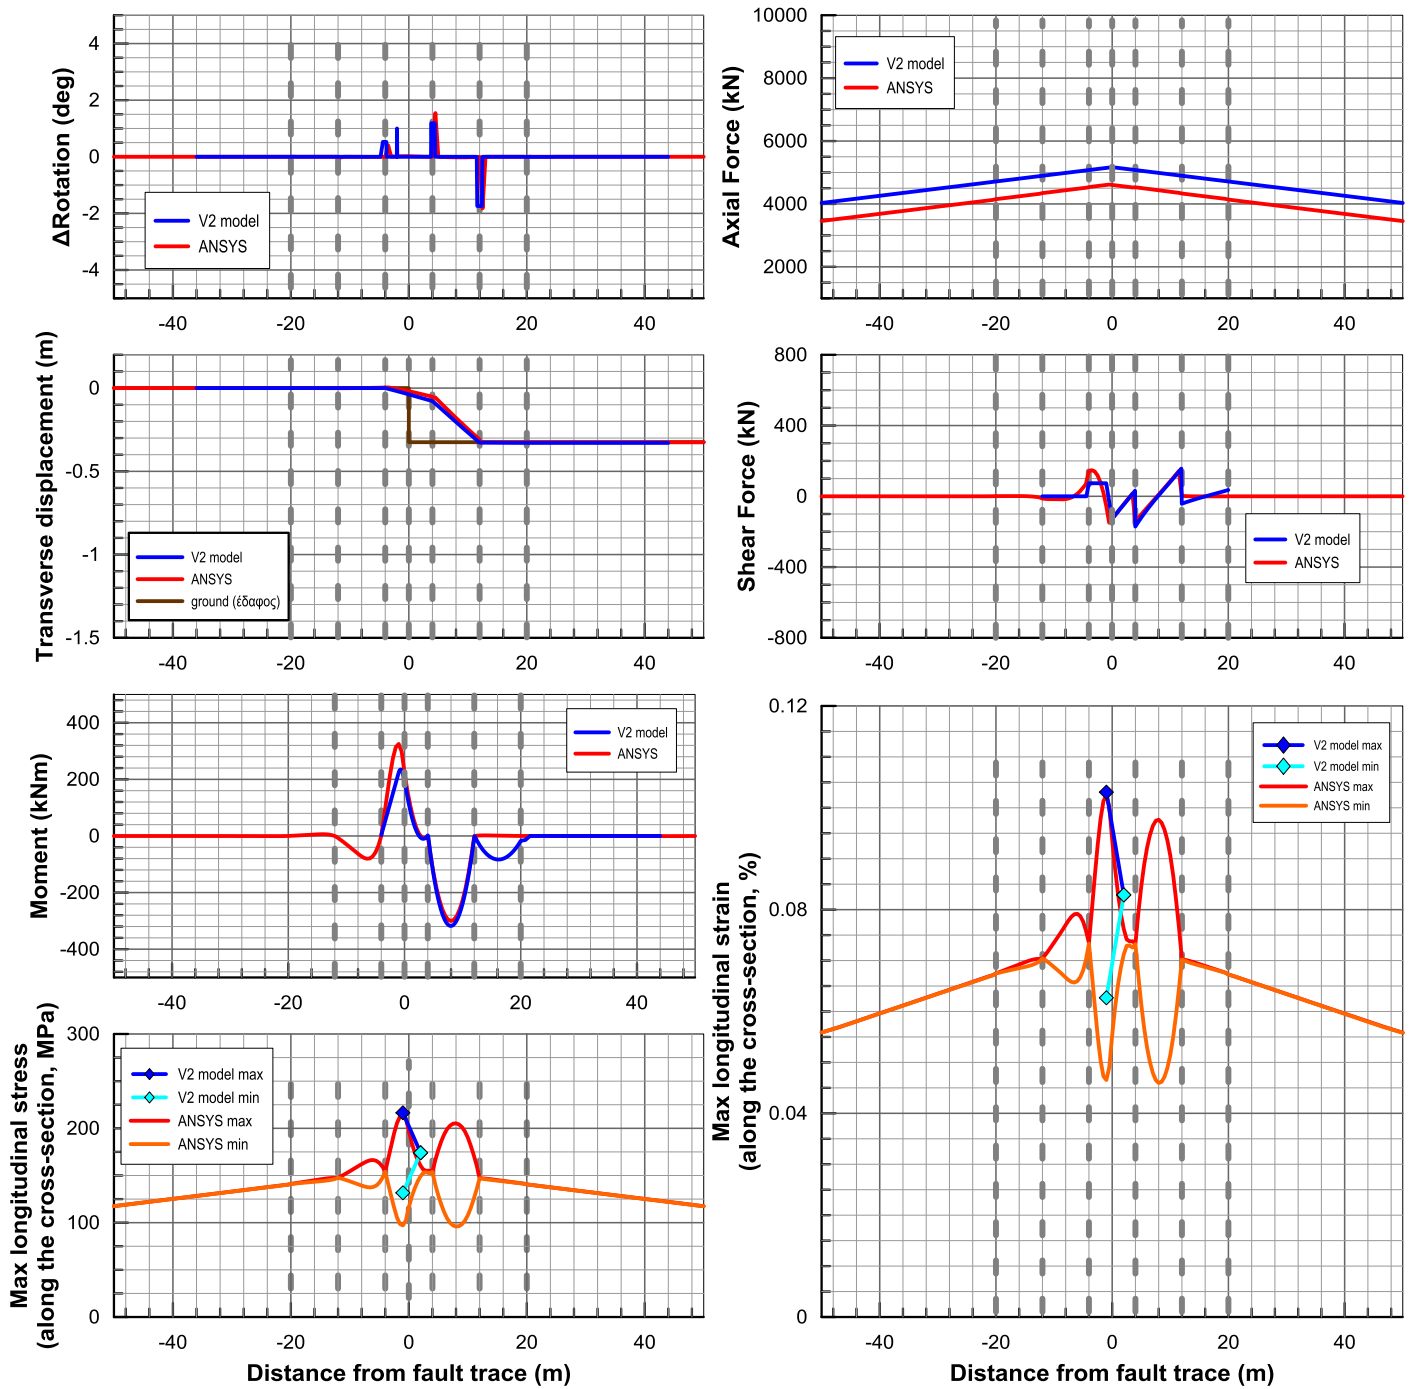 ΔRotation (deg)
4
2
0
-2
-4
V2 model
ANSYS
-40
-20
0
20
40
Axial Force (kN)
10000
8000
6000
4000
2000
V2 model
ANSYS
-40
-20
0
20
40
Transverse displacement (m)
0
-0.5
-1
-1.5
V2 model
ANSYS
ground (έδαφος)
-40
-20
0
20
40
Shear Force (kN)
800
400
0
-400
-800
V2 model
ANSYS
-40
-20
0
20
40
Moment (kNm)
400
200
0
-200
-400
V2 model
ANSYS
-40
-20
0
20
40
Max longitudinal stress
(along the cross-section, MPa)
300
250
200
150
100
50
0
V2 model max
V2 model min
ANSYS max
ANSYS min
-40
-20
0
20
40
Distance from fault trace (m)
Max longitudinal strain
(along the cross-section, %)
0.12
0.08
0.04
0
V2 model max
V2 model min
ANSYS max
ANSYS min
-40
-20
0
20
40
Distance from fault trace (m)